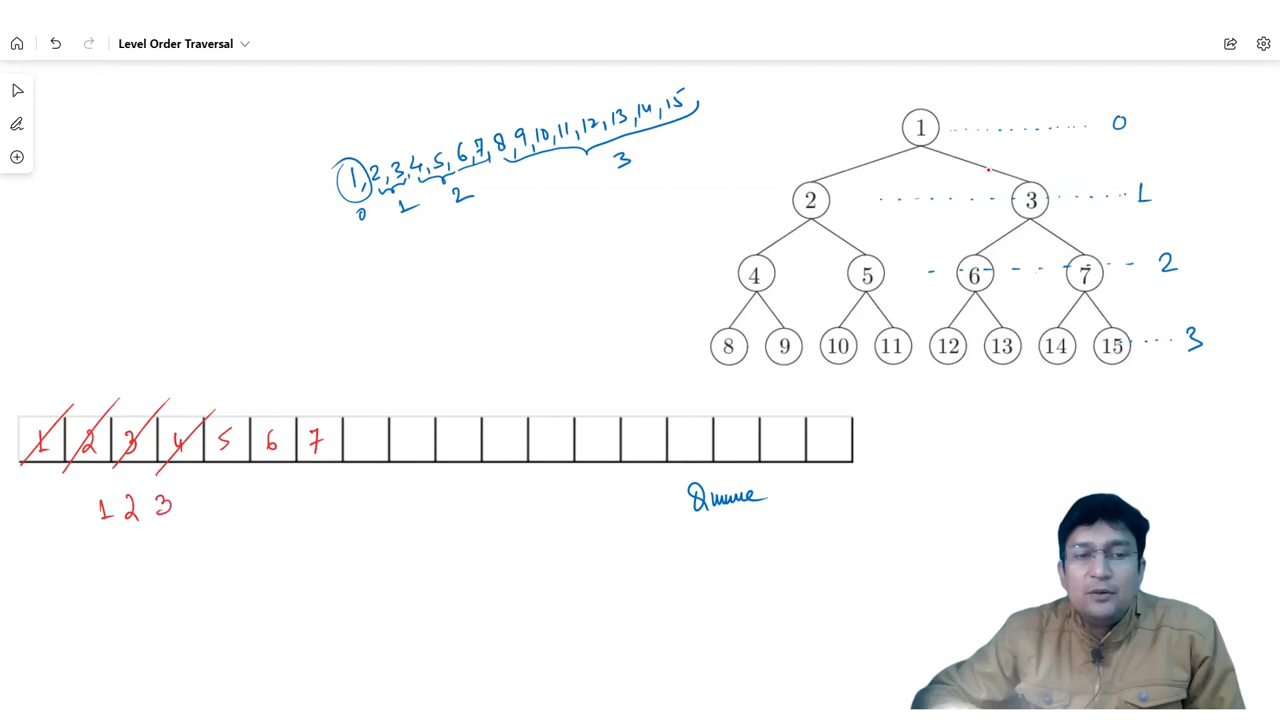 Level Order Traversal
1, 2, 3, 4, 5, 6, 7, 8, 9, 10, 11, 12, 13, 14, 15
0 1 2 3
1 0
2 3 1
4 5 6 7 2
8 9 10 11 12 13 14 15 3
1 2 3 4 5 6 7
1 2 3
Queue